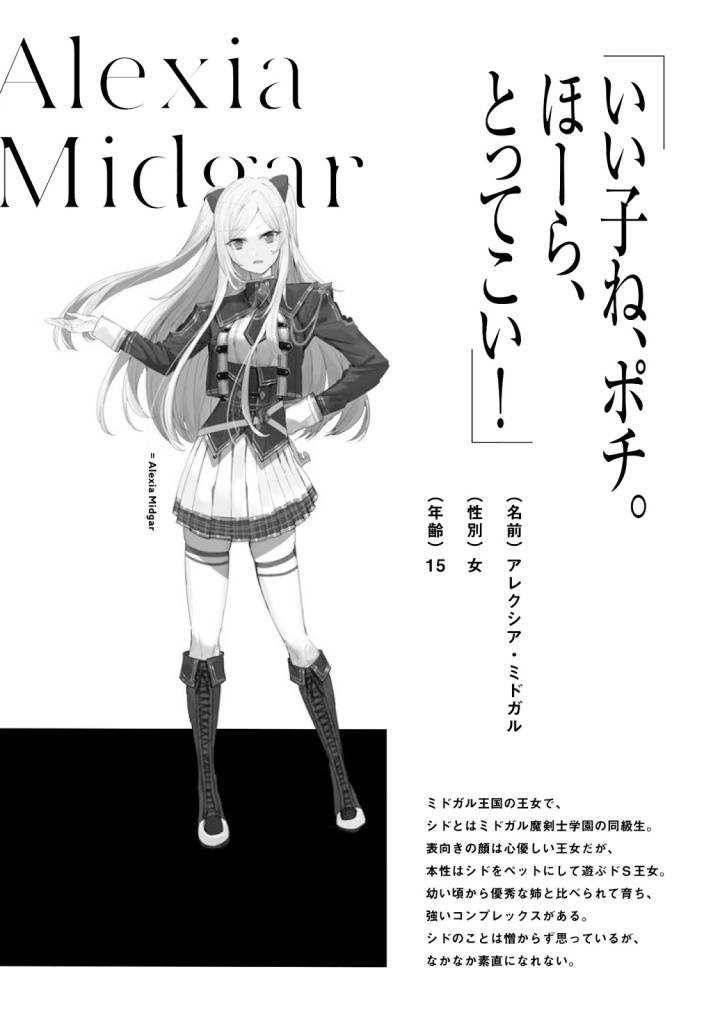 Alexia
Midgar
「いい子ね、ポチ。
ほーら、
とってこい！」
= Alexia Midgar
（名前）アレクシア・ミドガル
（性別）女
（年齢）15
ミドガル王国の王女で、
シドとはミドガル魔剣士学園の同級生。
表向きの顔は心優しい王女だが、
本性はシドをペットにして遊ぶドS王女。
幼い頃から優秀な姉と比べられて育ち、
強いコンプレックスがある。
シドのことは憎からず思っているが、
なかなか素直になれない。